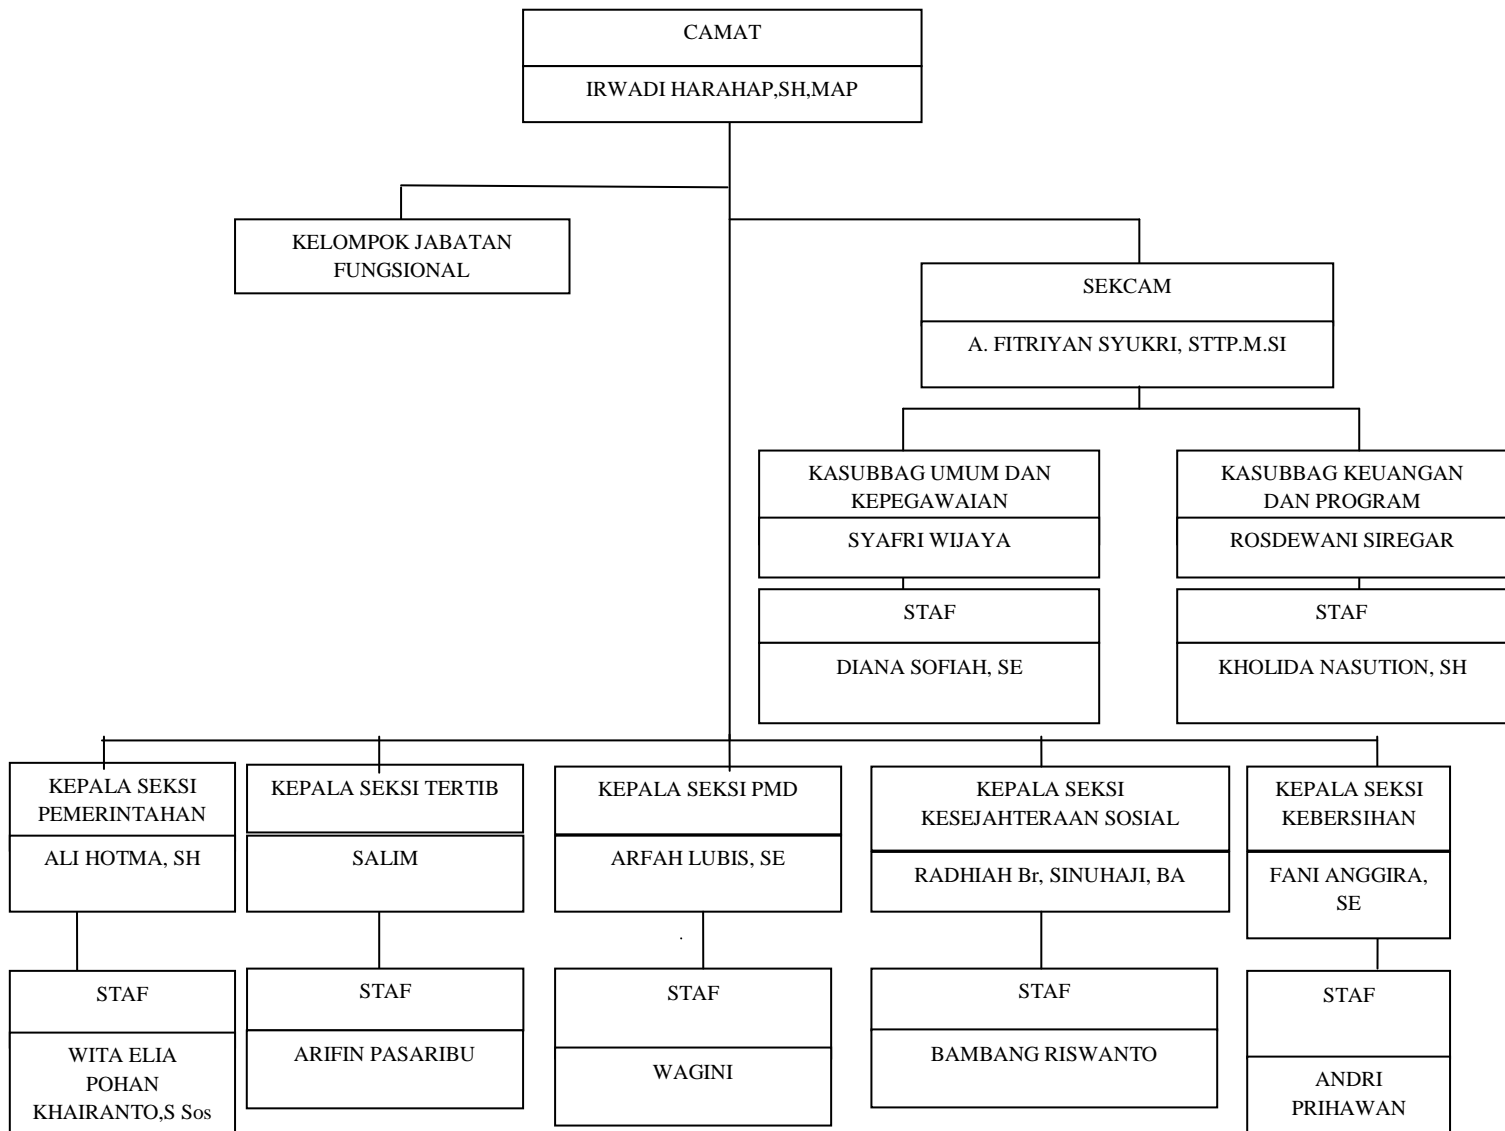 CAMAT
IRWADI HARAHAP,SH,MAP
KELOMPOK JABATAN
FUNGSIONAL
SEKCAM
A. FITRIYAN SYUKRI, STTP.M.SI
KASUBBAG UMUM DAN
KEPEGAWAIAN
SYAFRI WIJAYA
STAF
DIANA SOFIAH, SE
KASUBBAG KEUANGAN
DAN PROGRAM
ROSDEWANI SIREGAR
STAF
KHOLIDA NASUTION, SH
KEPALA SEKSI
PEMERINTAHAN
ALI HOTMA, SH
STAF
WITA ELIA
POHAN
KHAIRANTO,S Sos
KEPALA SEKSI TERTIB
SALIM
STAF
ARIFIN PASARIBU
KEPALA SEKSI PMD
ARFAH LUBIS, SE
.
STAF
WAGINI
KEPALA SEKSI
KESEJAHTERAAN SOSIAL
RADHIAH Br, SINUHAJI, BA
STAF
BAMBANG RISWANTO
KEPALA SEKSI
KEBERSIHAN
FANI ANGGIRA,
SE
STAF
ANDRI
PRIHAWAN